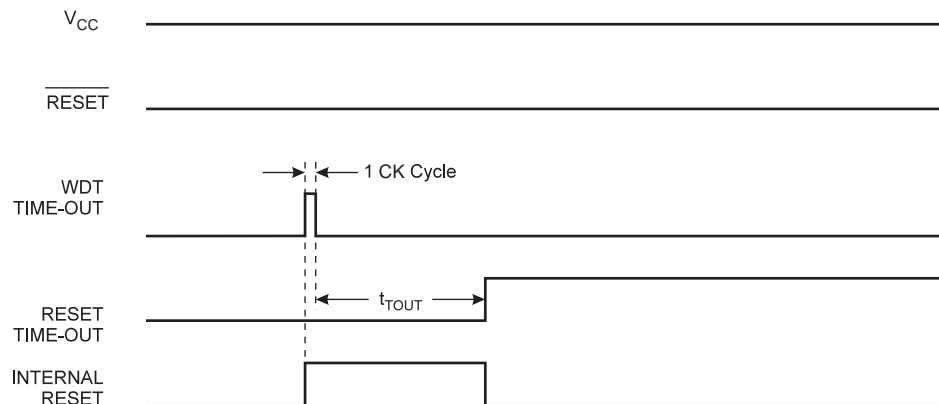 VCC
RESET
1 CK Cycle
WDT
TIME-OUT
tTOUT
RESET
TIME-OUT
INTERNAL
RESET